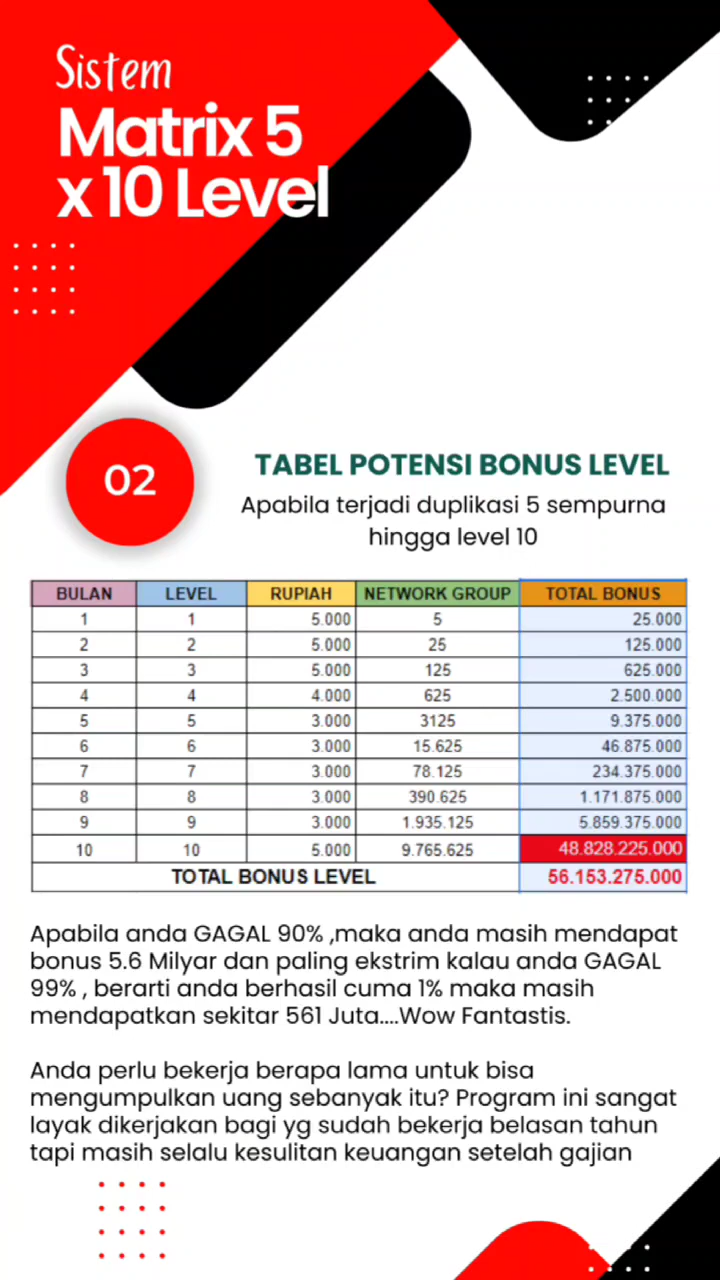 Sistem
Matrix 5
x 10 Level
02
TABEL POTENSI BONUS LEVEL
Apabila terjadi duplikasi 5 sempurna
hingga level 10
BULAN LEVEL RUPIAH NETWORK GROUP TOTAL BONUS
1 1 5.000 5 25.000
2 2 5.000 25 125.000
3 3 5.000 125 625.000
4 4 4.000 625 2.500.000
5 5 3.000 3125 9.375.000
6 6 3.000 15.625 46.875.000
7 7 3.000 78.125 234.375.000
8 8 3.000 390.625 1.171.875.000
9 9 3.000 1.935.125 5.859.375.000
10 10 5.000 9.765.625 48.828.225.000
TOTAL BONUS LEVEL 56.153.275.000
Apabila anda GAGAL 90% ,maka anda masih mendapat
bonus 5.6 Milyar dan paling ekstrim kalau anda GAGAL
99% , berarti anda berhasil cuma 1% maka masih
mendapatkan sekitar 561 Juta....Wow Fantastis.
Anda perlu bekerja berapa lama untuk bisa
mengumpulkan uang sebanyak itu? Program ini sangat
layak dikerjakan bagi yg sudah bekerja belasan tahun
tapi masih selalu kesulitan keuangan setelah gajian